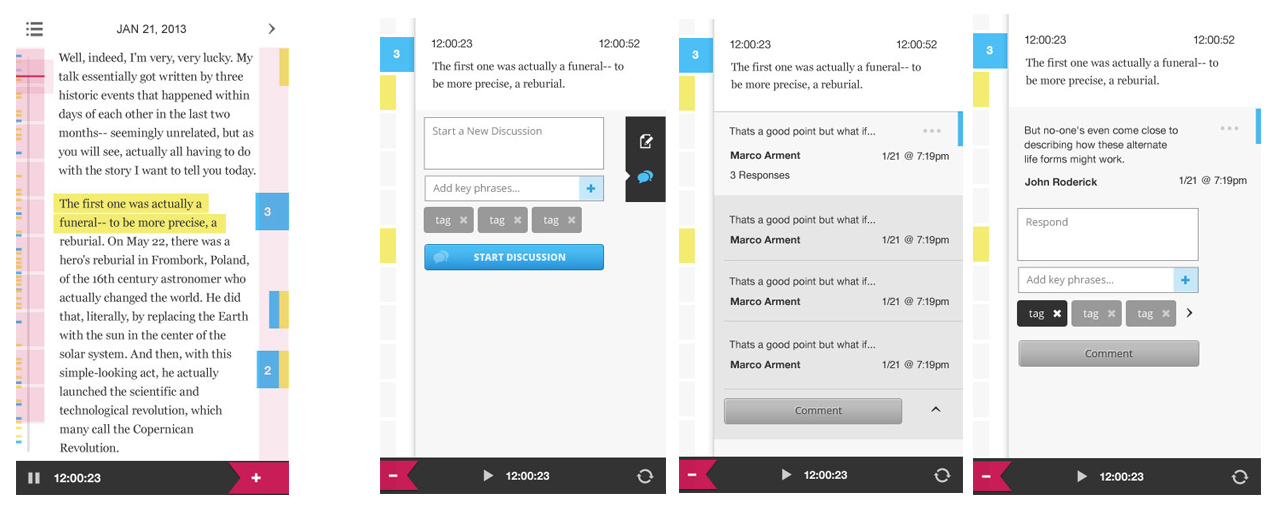 JAN 21, 2013
Well, indeed, I'm very, very lucky. My
talk essentially got written by three
historic events that happened within
days of each other in the last two
months-- seemingly unrelated, but as
you will see, actually all having to do
with the story I want to tell you today.
The first one was actually a
funeral-- to be more precise, a
3
reburial. On May 22, there was a
hero's reburial in Frombork, Poland,
of the 16th century astronomer who
actually changed the world. He did
that, literally, by replacing the Earth
with the sun in the center of the
solar system. And then, with this
simple-looking act, he actually
2
launched the scientific and
technological revolution, which
many call the Copernican
Revolution.
12:00:23
+
3
12:00:23 12:00:52
The first one was actually a funeral-- to
be more precise, a reburial.
Start a New Discussion
Add key phrases... +
tag × tag × tag ×
START DISCUSSION
− 12:00:23
3
12:00:23 12:00:52
The first one was actually a funeral-- to
be more precise, a reburial.
Thats a good point but what if...
Marco Arment 1/21 @ 7:19pm
3 Responses
Thats a good point but what if...
Marco Arment 1/21 @ 7:19pm
Thats a good point but what if...
Marco Arment 1/21 @ 7:19pm
Thats a good point but what if...
Marco Arment 1/21 @ 7:19pm
Comment
− 12:00:23
3
12:00:23 12:00:52
The first one was actually a funeral-- to
be more precise, a reburial.
But no-one's even come close to
describing how these alternate
life forms might work.
John Roderick 1/21 @ 7:19pm
Respond
Add key phrases... +
tag × tag × tag ×
Comment
− 12:00:23